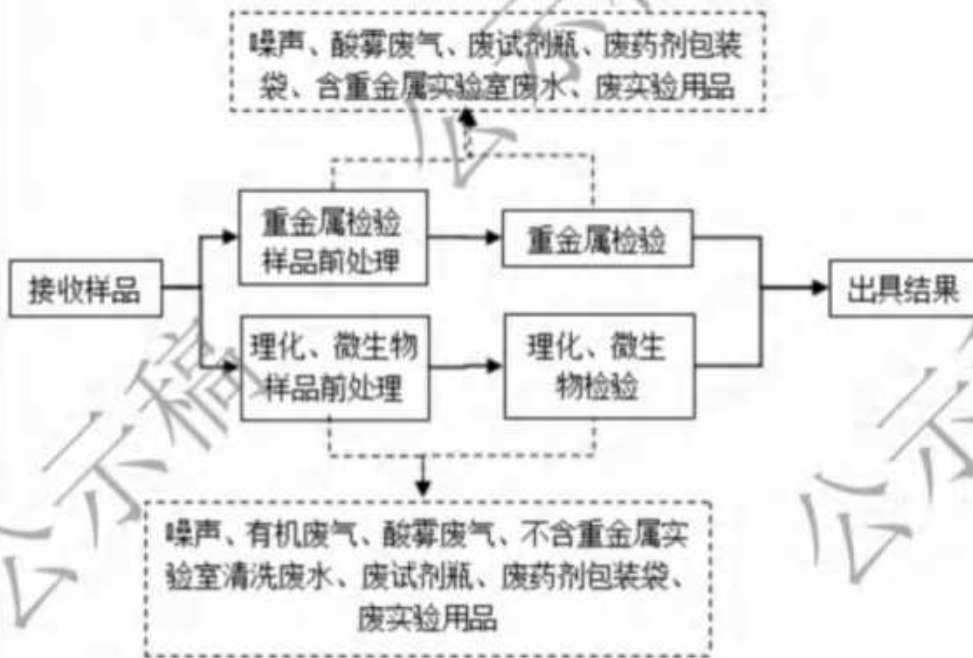 噪声、酸雾废气、废试剂瓶、废药剂包装
袋、含重金属实验室废水、废实验用品
重金属检验
样品前处理
重金属检验
接收样品
出具结果
理化、微生物
样品前处理
理化、微生
物检验
噪声、有机废气、酸雾废气、不含重金属实
验室清洗废水、废试剂瓶、废药剂包装袋、
废实验用品
公示稿
公示
公示